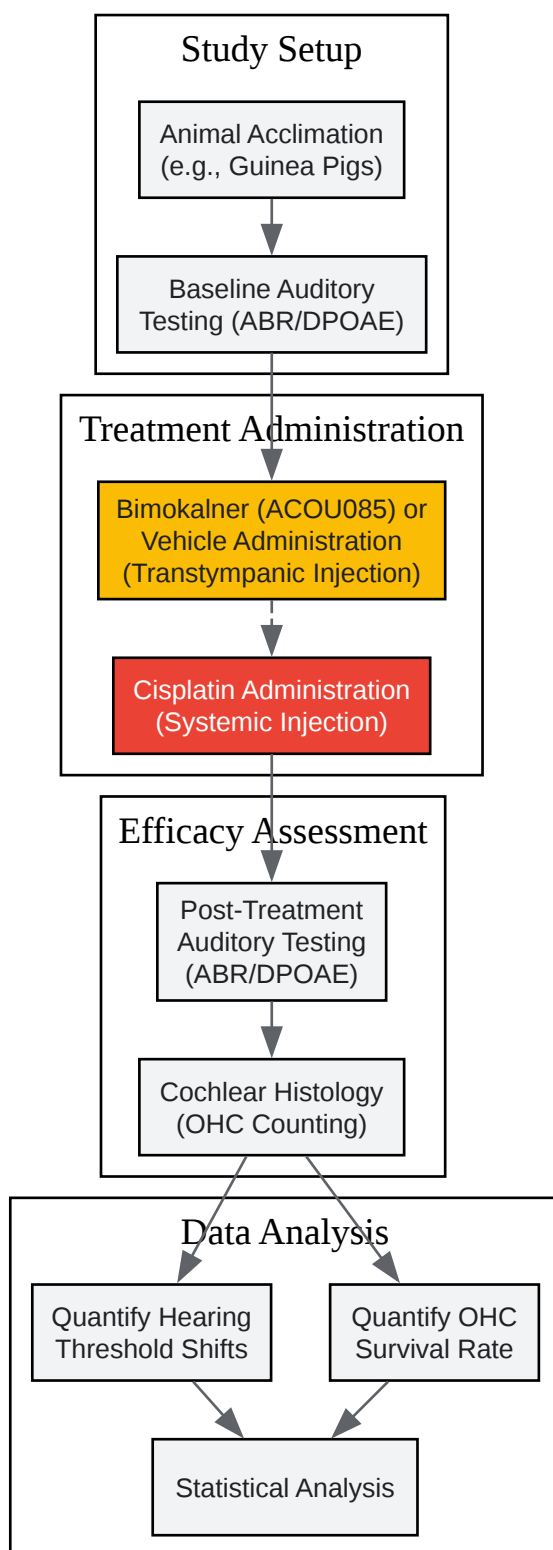 Study Setup
Animal Acclimation
(e.g., Guinea Pigs)
Baseline Auditory
Testing (ABR/DPOAE)
Treatment Administration
Bimokalner (ACOU085) or
Vehicle Administration
(Transtympanic Injection)
Cisplatin Administration
(Systemic Injection)
Efficacy Assessment
Post-Treatment
Auditory Testing
(ABR/DPOAE)
Cochlear Histology
(OHC Counting)
Data Analysis
Quantify Hearing
Threshold Shifts
Quantify OHC
Survival Rate
Statistical Analysis